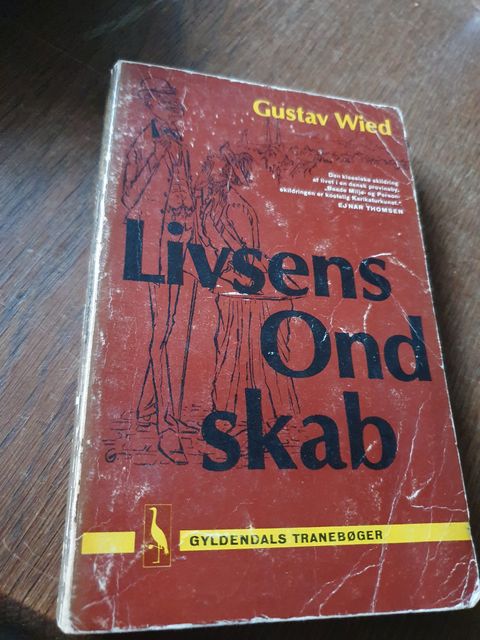 Gustav Wied
Den klassiske skildring
af livet i en dansk provinsby.
„Baade Miljø- og Person-
skildringen er kostelig Karikaturkunst."
EJNAR THOMSEN
Livsens
Ond
skab
GYLDENDALS TRANEBØGER